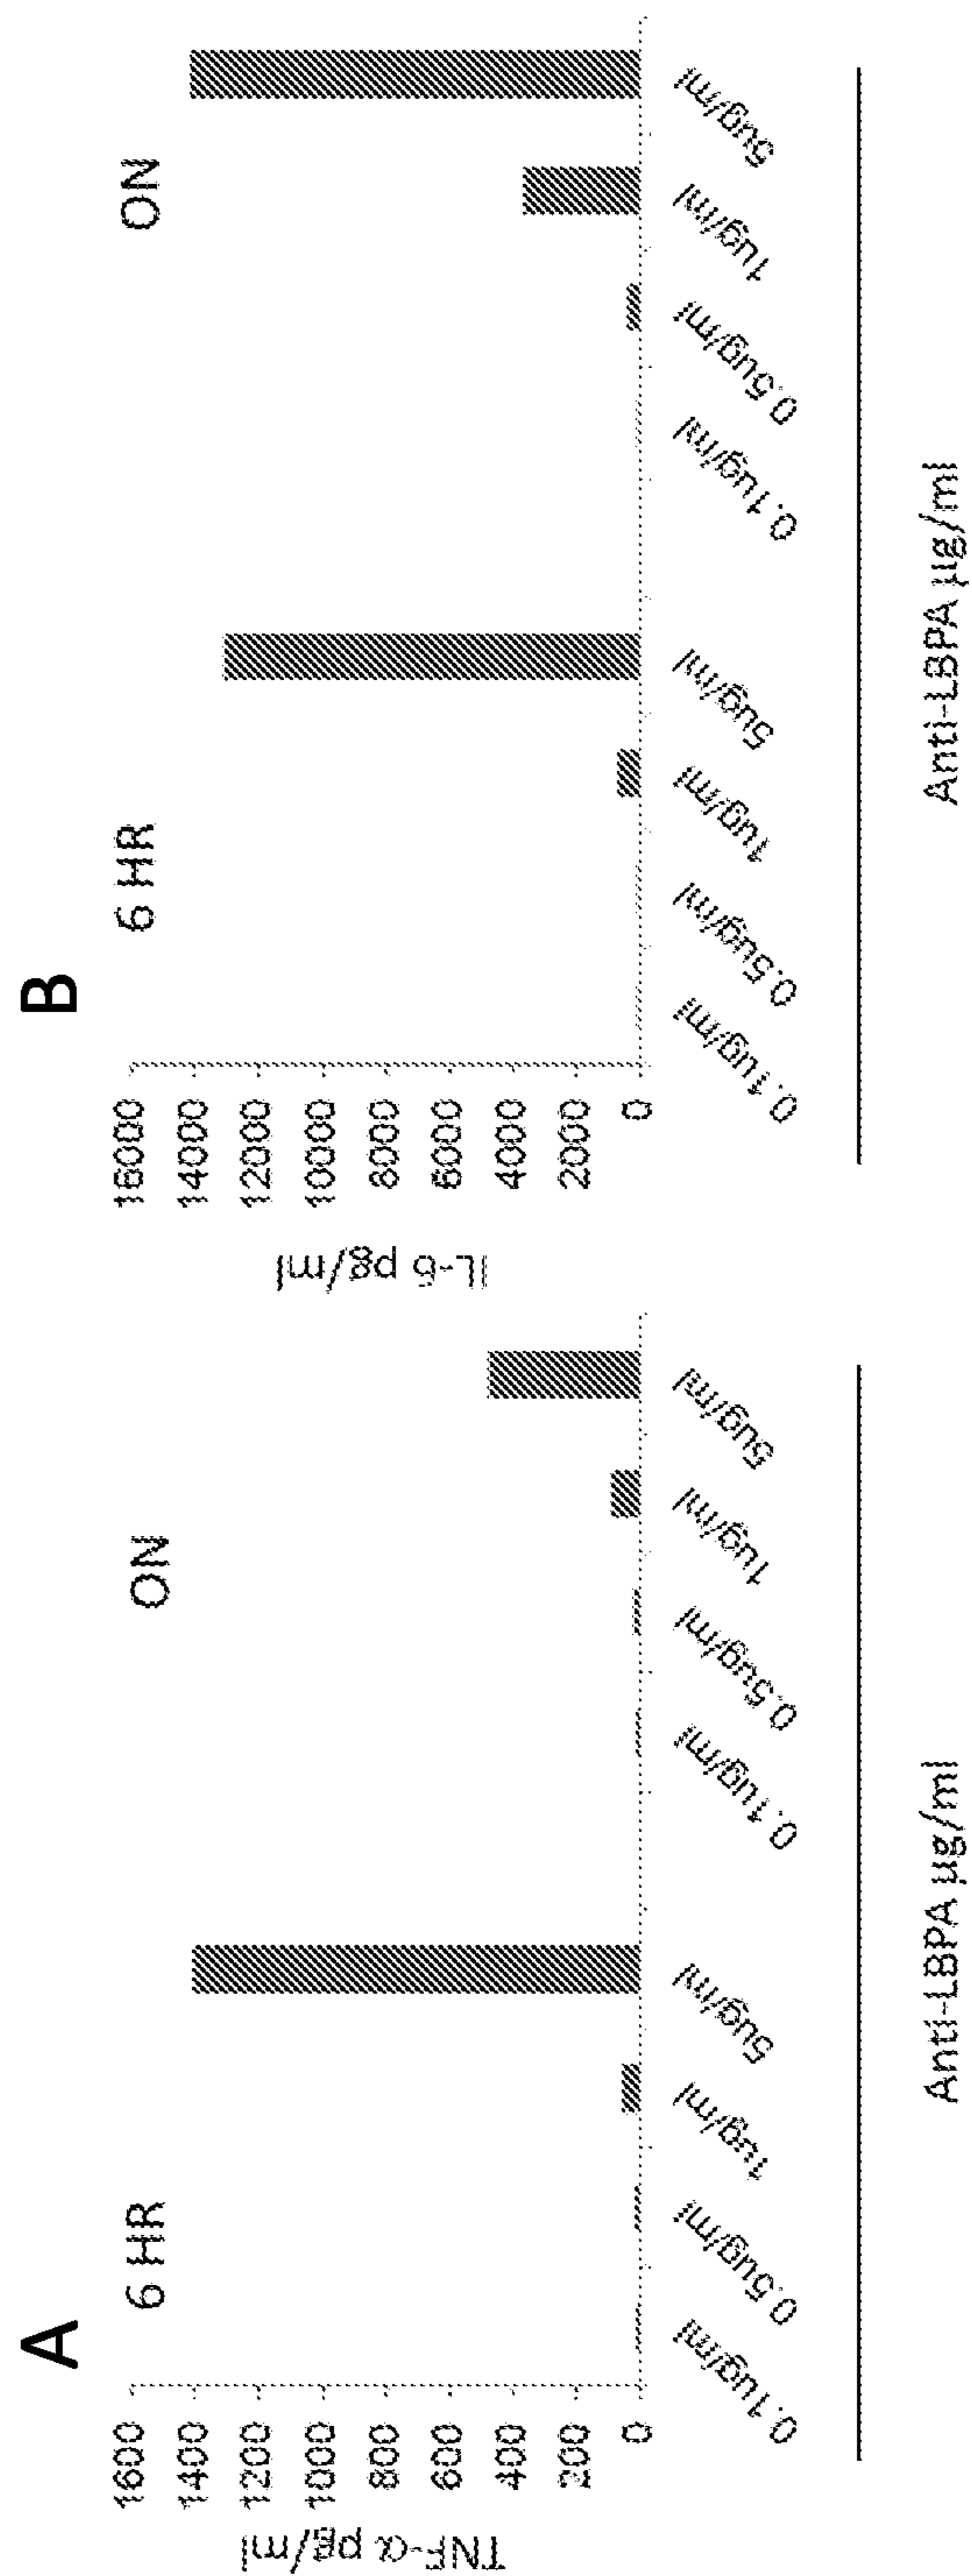 A
6 HR
ON
TNF-α pg/ml
1600
1400
1200
1000
800
600
400
200
0
0.1ug/ml
0.5ug/ml
1ug/ml
5ug/ml
0.1ug/ml
0.5ug/ml
1ug/ml
5ug/ml
Anti-LBPA µg/ml
B
6 HR
ON
IL-6 pg/ml
16000
14000
12000
10000
8000
6000
4000
2000
0
0.1ug/ml
0.5ug/ml
1ug/ml
5ug/ml
0.1ug/ml
0.5ug/ml
1ug/ml
5ug/ml
Anti-LBPA µg/ml